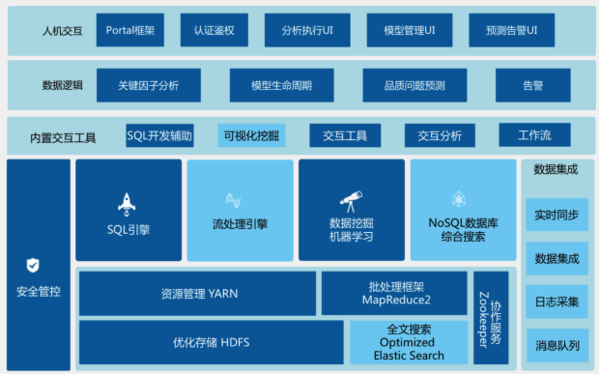 人机交互
Portal框架
认证鉴权
分析执行UI
模型管理UI
预测告警UI
数据逻辑
关键因子分析
模型生命周期
品质问题预测
告警
内置交互工具
SQL开发辅助
可视化挖掘
交互工具
交互分析
工作流
安全管控
SQL引擎
流处理引擎
数据挖掘
机器学习
NoSQL数据库
综合搜索
资源管理 YARN
批处理框架
MapReduce2
优化存储 HDFS
全文搜索
Optimized
Elastic Search
协作服务
Zookeeper
数据集成
实时同步
数据集成
日志采集
消息队列